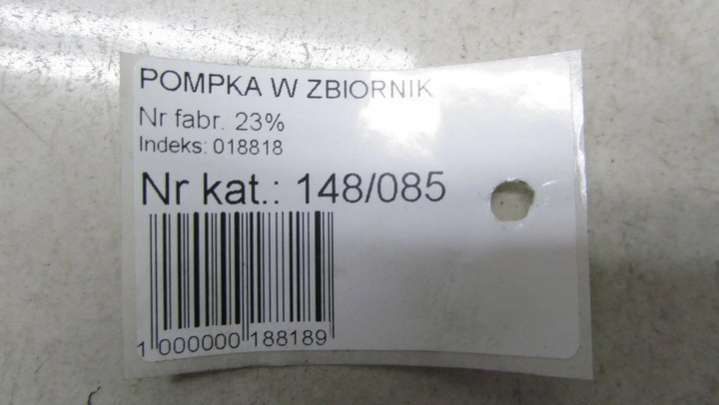 POMPKA W ZBIORNIK
Nr fabr. 23%
Indeks: 018818
Nr kat.: 148/085
1 000000 188189